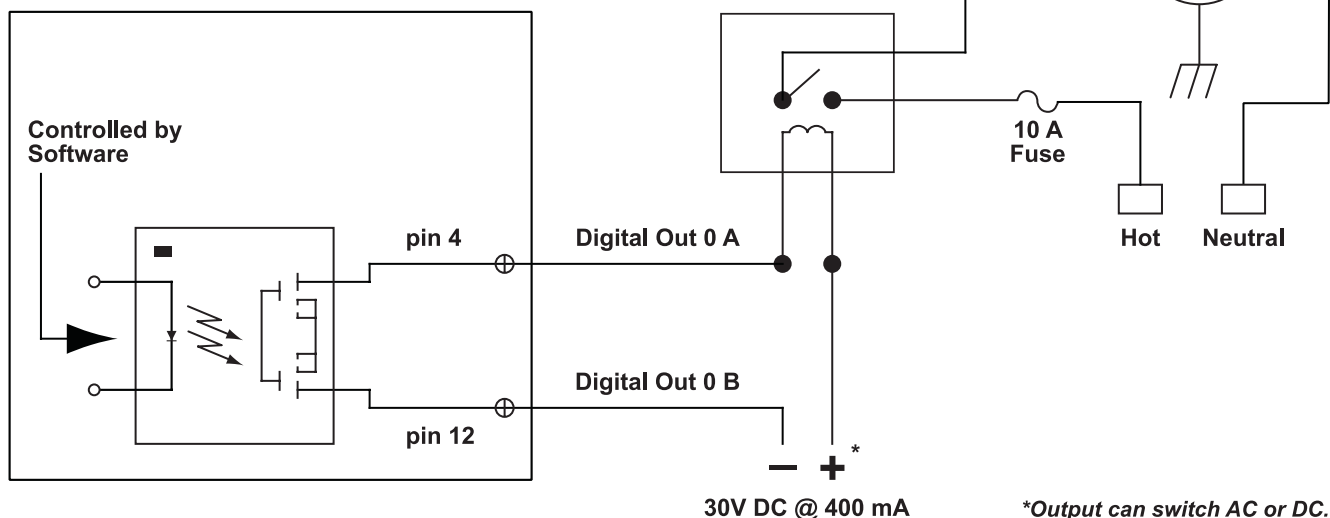 Controlled by
Software
10 A
Fuse
Hot
Neutral
pin 4
Digital Out 0 A
Digital Out 0 B
pin 12
*
30V DC @ 400 mA
*Output can switch AC or DC.